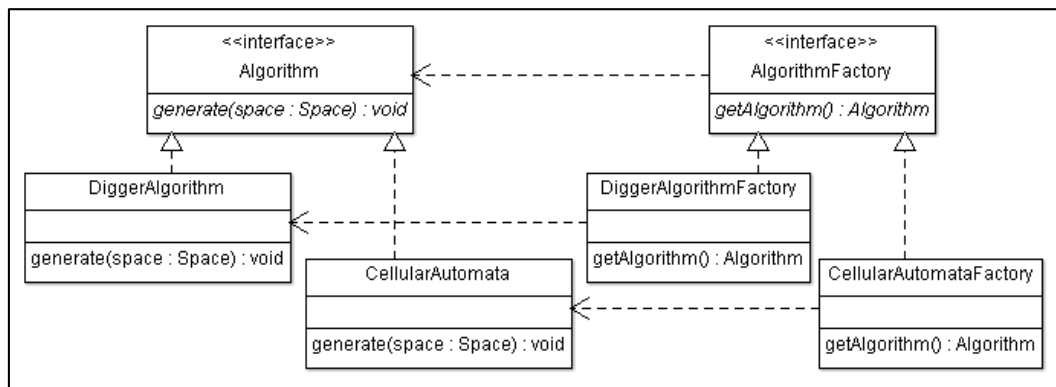 <<interface>>
Algorithm
generate(space : Space) : void
<<interface>>
AlgorithmFactory
getAlgorithm() : Algorithm
DiggerAlgorithm
generate(space : Space) : void
DiggerAlgorithmFactory
getAlgorithm() : Algorithm
CellularAutomata
generate(space : Space) : void
CellularAutomataFactory
getAlgorithm() : Algorithm